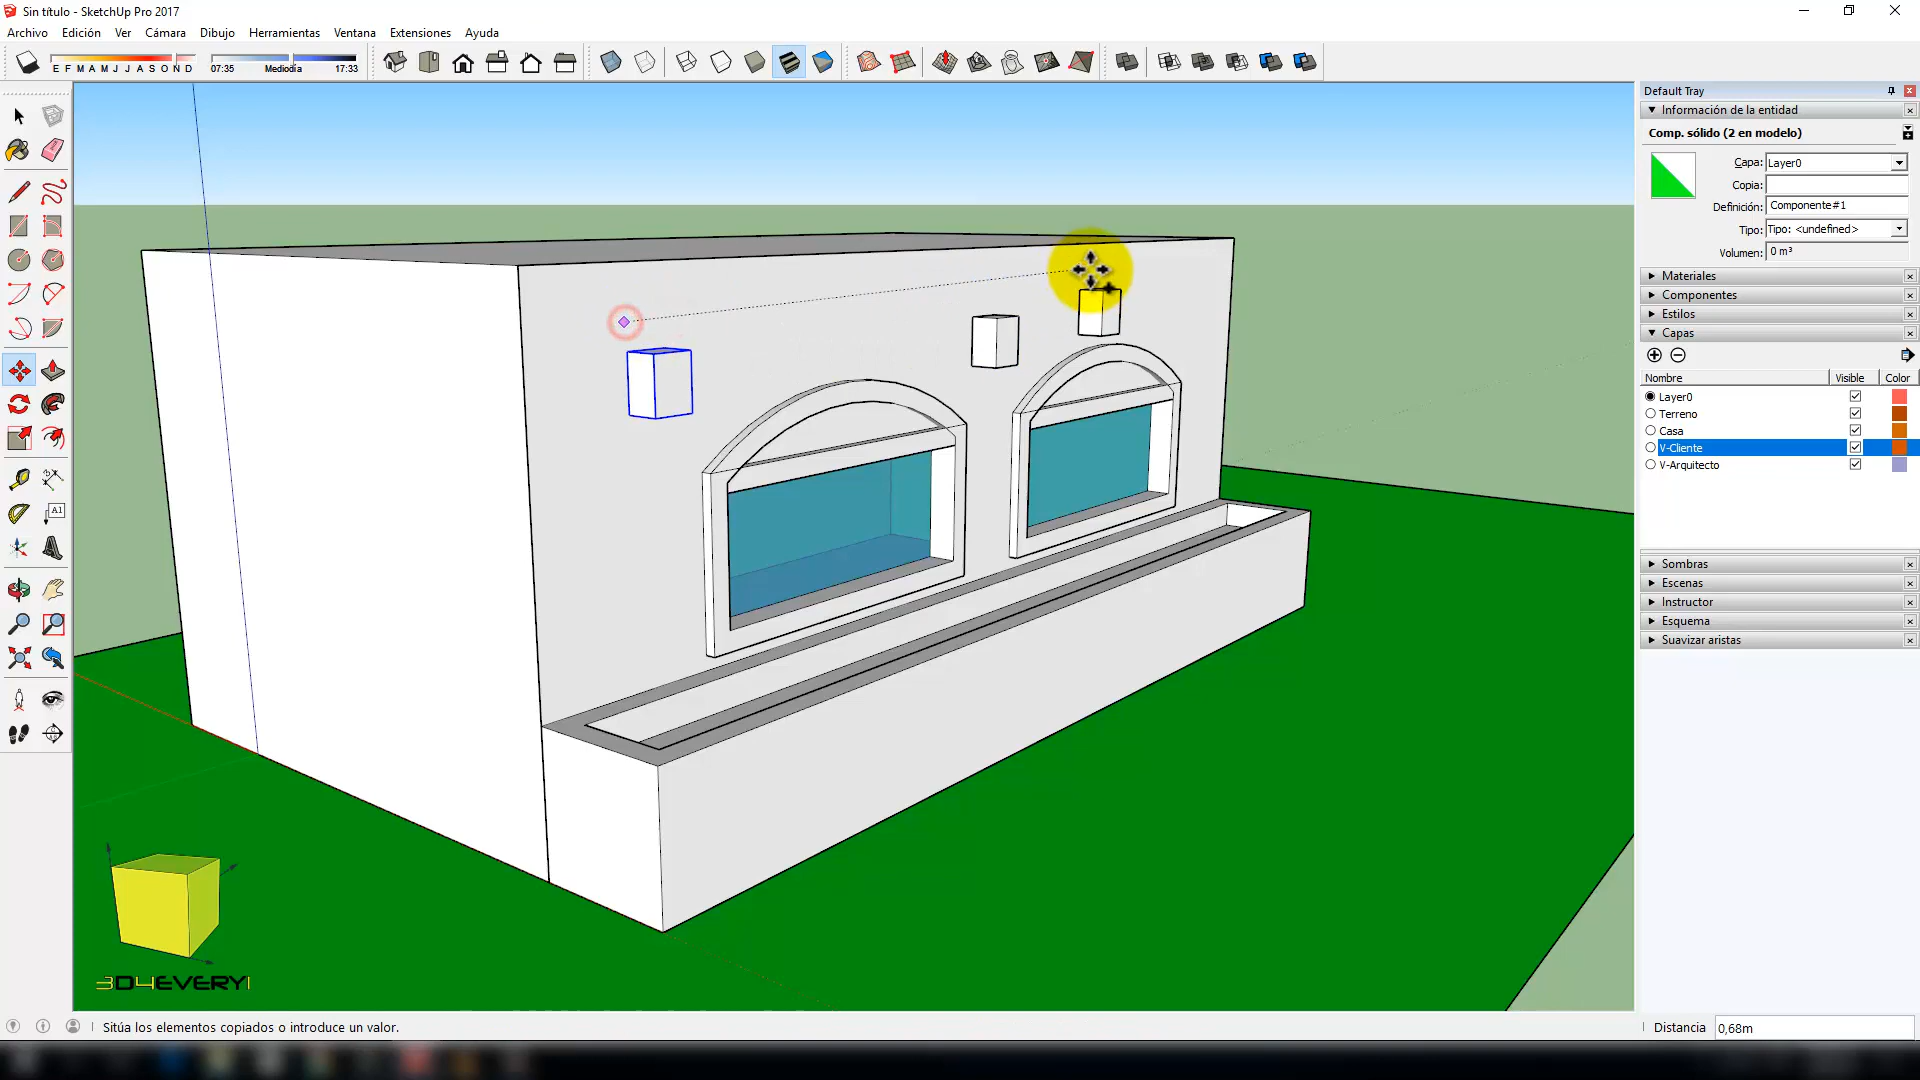 Sin título - SketchUp Pro 2017
Archivo Edición Ver Cámara Dibujo Herramientas Ventana Extensiones Ayuda
E F M A M J J A S O N D 07:35 Mediodía 17:33
Default Tray
Información de la entidad
Comp. sólido (2 en modelo)
Capa: Layer0
Copia:
Definición: Componente#1
Tipo: Tipo: <undefined>
Volumen: 0 m³
Materiales
Componentes
Estilos
Capas
Nombre Visible Color
Layer0
Terreno
Casa
V-Cliente
V-Arquitecto
Sombras
Escenas
Instructor
Esquema
Suavizar aristas
A1
3D4EVERY1
Sitúa los elementos copiados o introduce un valor.
Distancia 0,68m